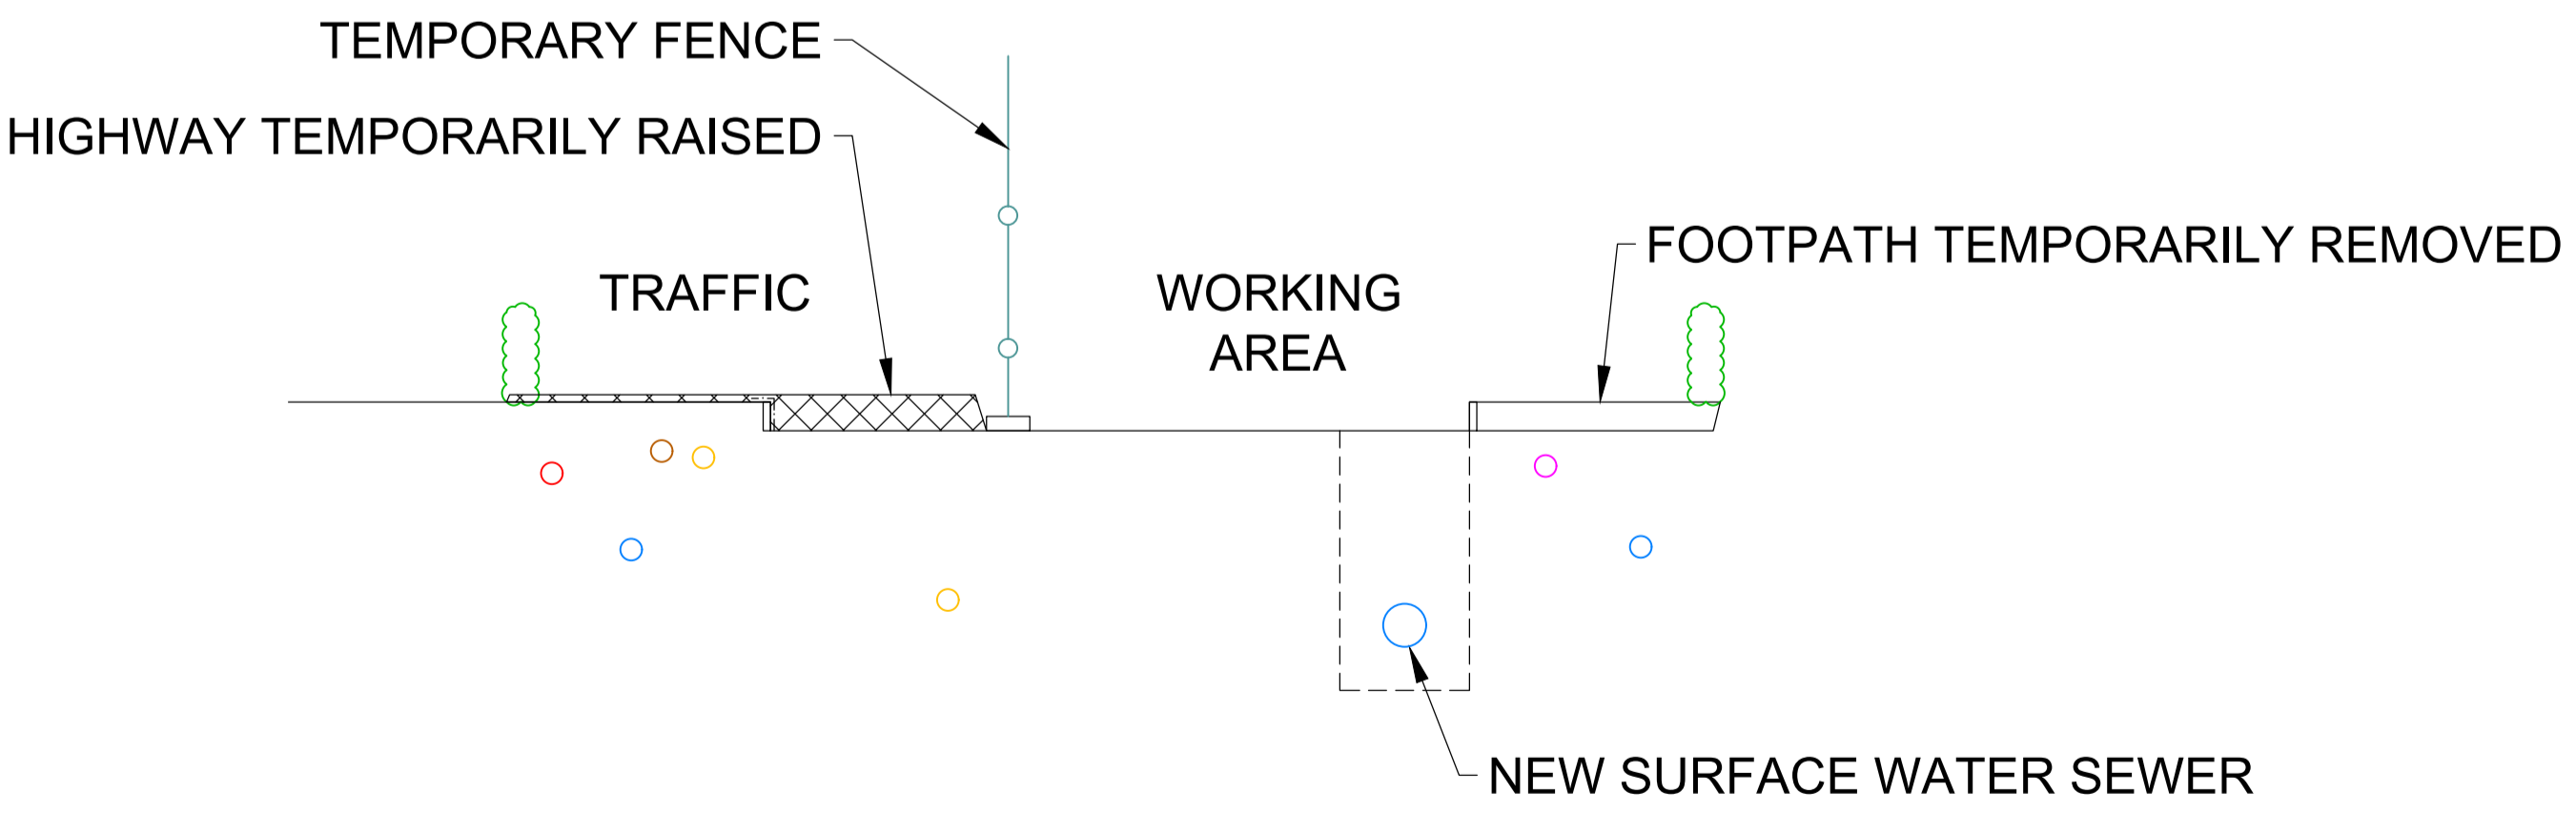 TEMPORARY FENCE
HIGHWAY TEMPORARILY RAISED
FOOTPATH TEMPORARILY REMOVED
TRAFFIC
WORKING
AREA
NEW SURFACE WATER SEWER